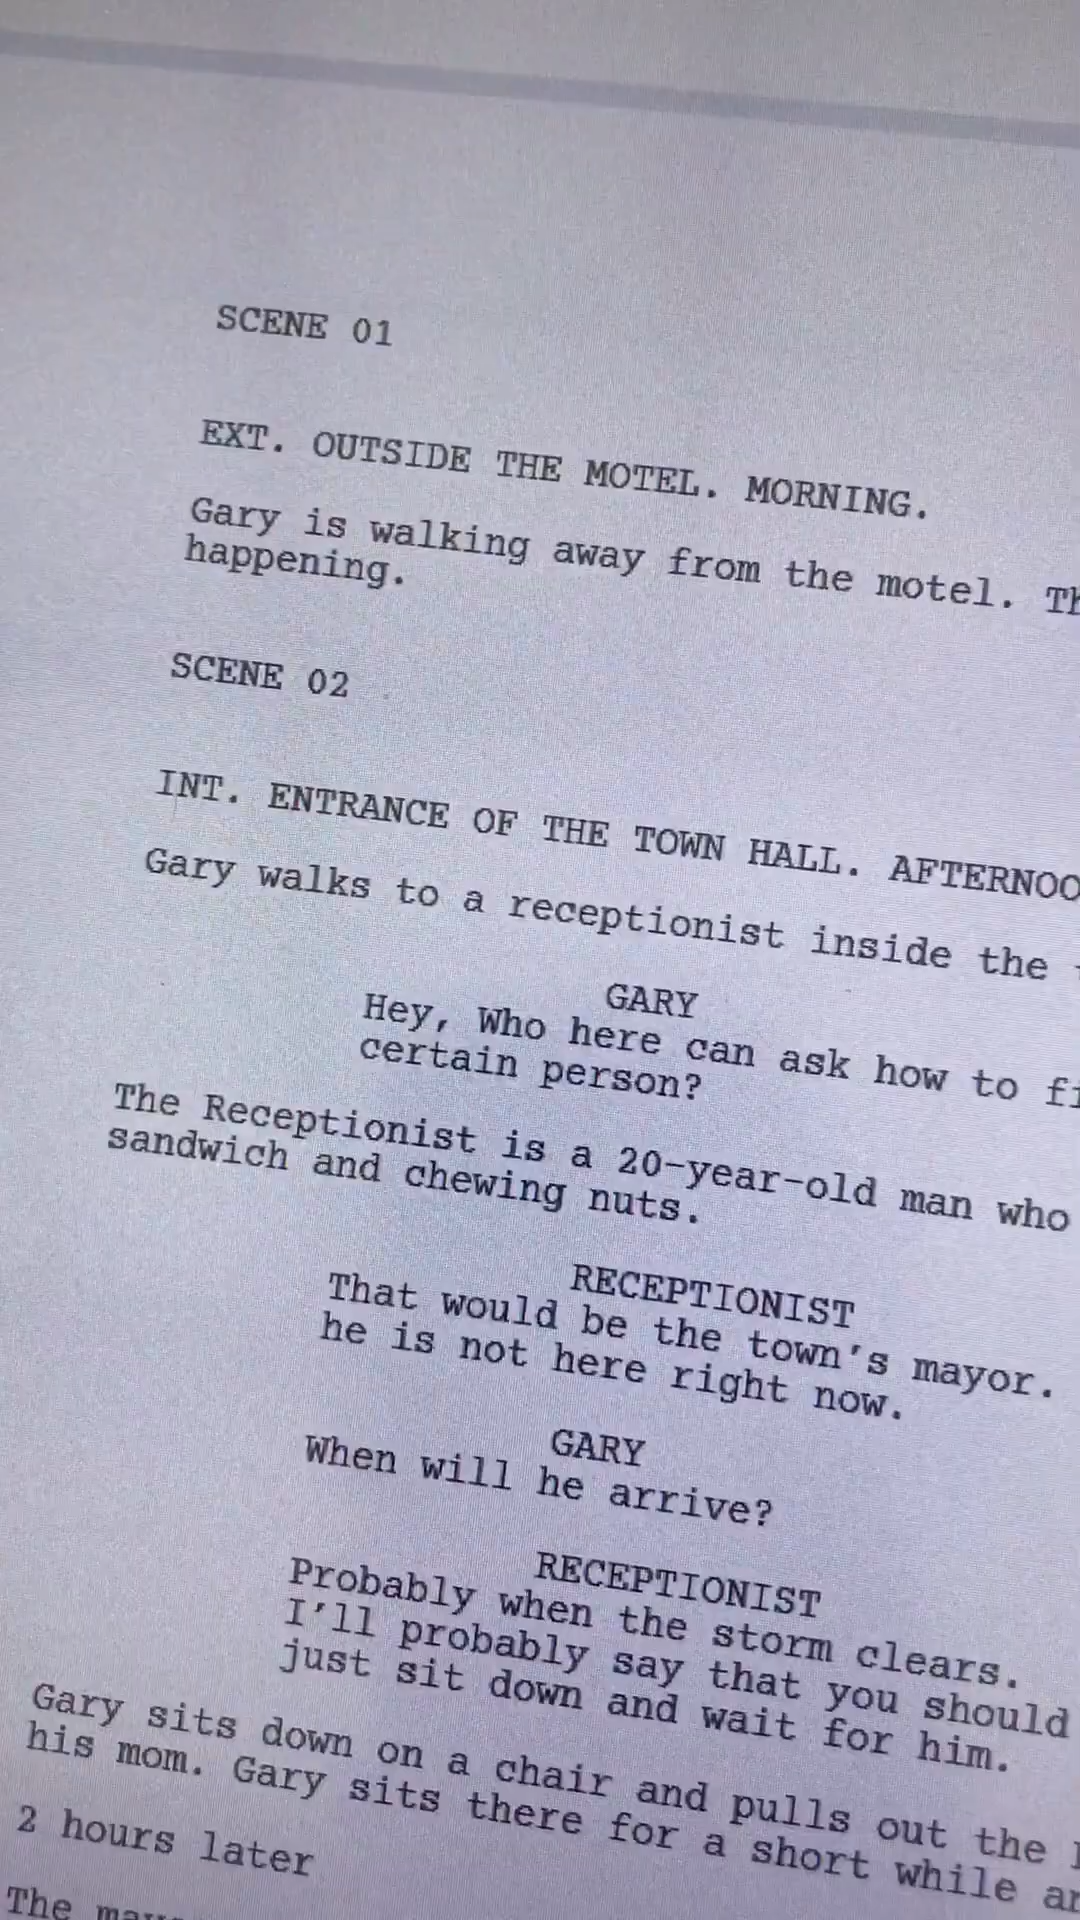 SCENE 01
EXT. OUTSIDE THE MOTEL. MORNING.
Gary is walking away from the motel.
happening.
SCENE 02
INT. ENTRANCE OF THE TOWN HALL.
Gary walks to a receptionist inside the
GARY
Hey, Who here can ask how to
certain person?
The Receptionist is a 20-year-old man who
sandwich and chewing nuts.
RECEPTIONIST
That would be the town's mayor.
he is not here right now.
GARY
When will he arrive?
RECEPTIONIST
Probably when the storm clears.
I'll probably say that you should
just sit down and wait for him.
Gary sits down on a chair and pulls out the
his mom. Gary sits there for a short while
2 hours later
The